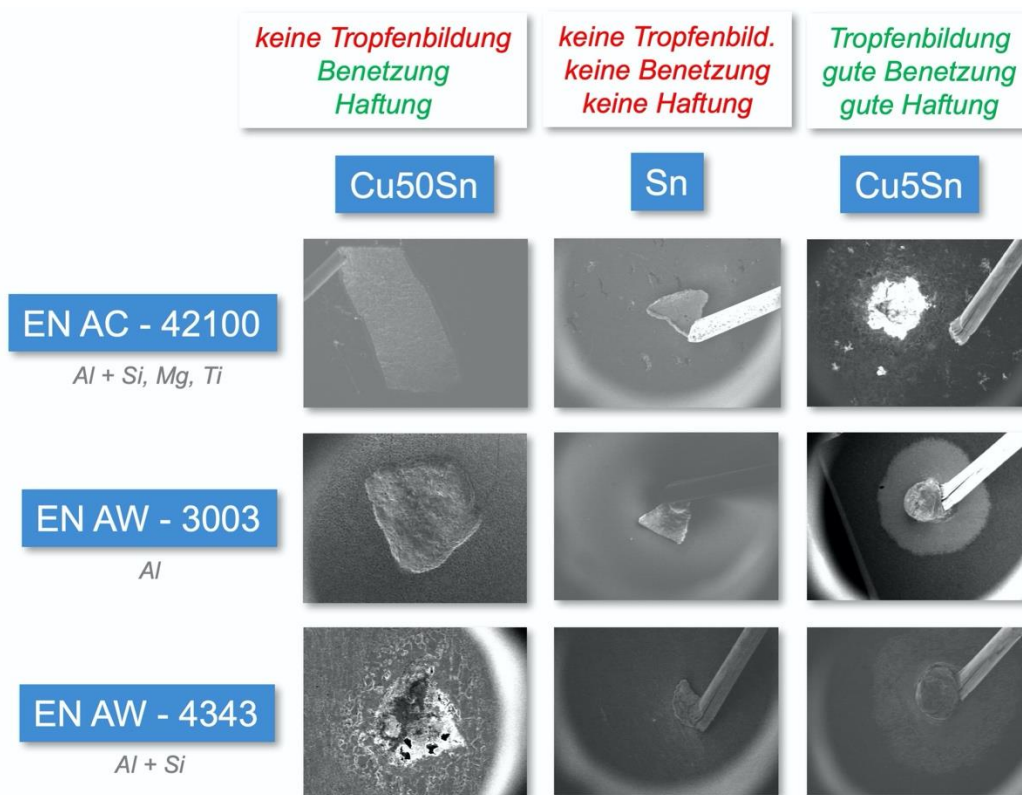 keine Tropfenbildung
Benetzung
Haftung
keine Tropfenbild.
keine Benetzung
keine Haftung
Tropfenbildung
gute Benetzung
gute Haftung
Cu50Sn
Sn
Cu5Sn
EN AC - 42100
Al + Si, Mg, Ti
EN AW - 3003
Al
EN AW - 4343
Al + Si